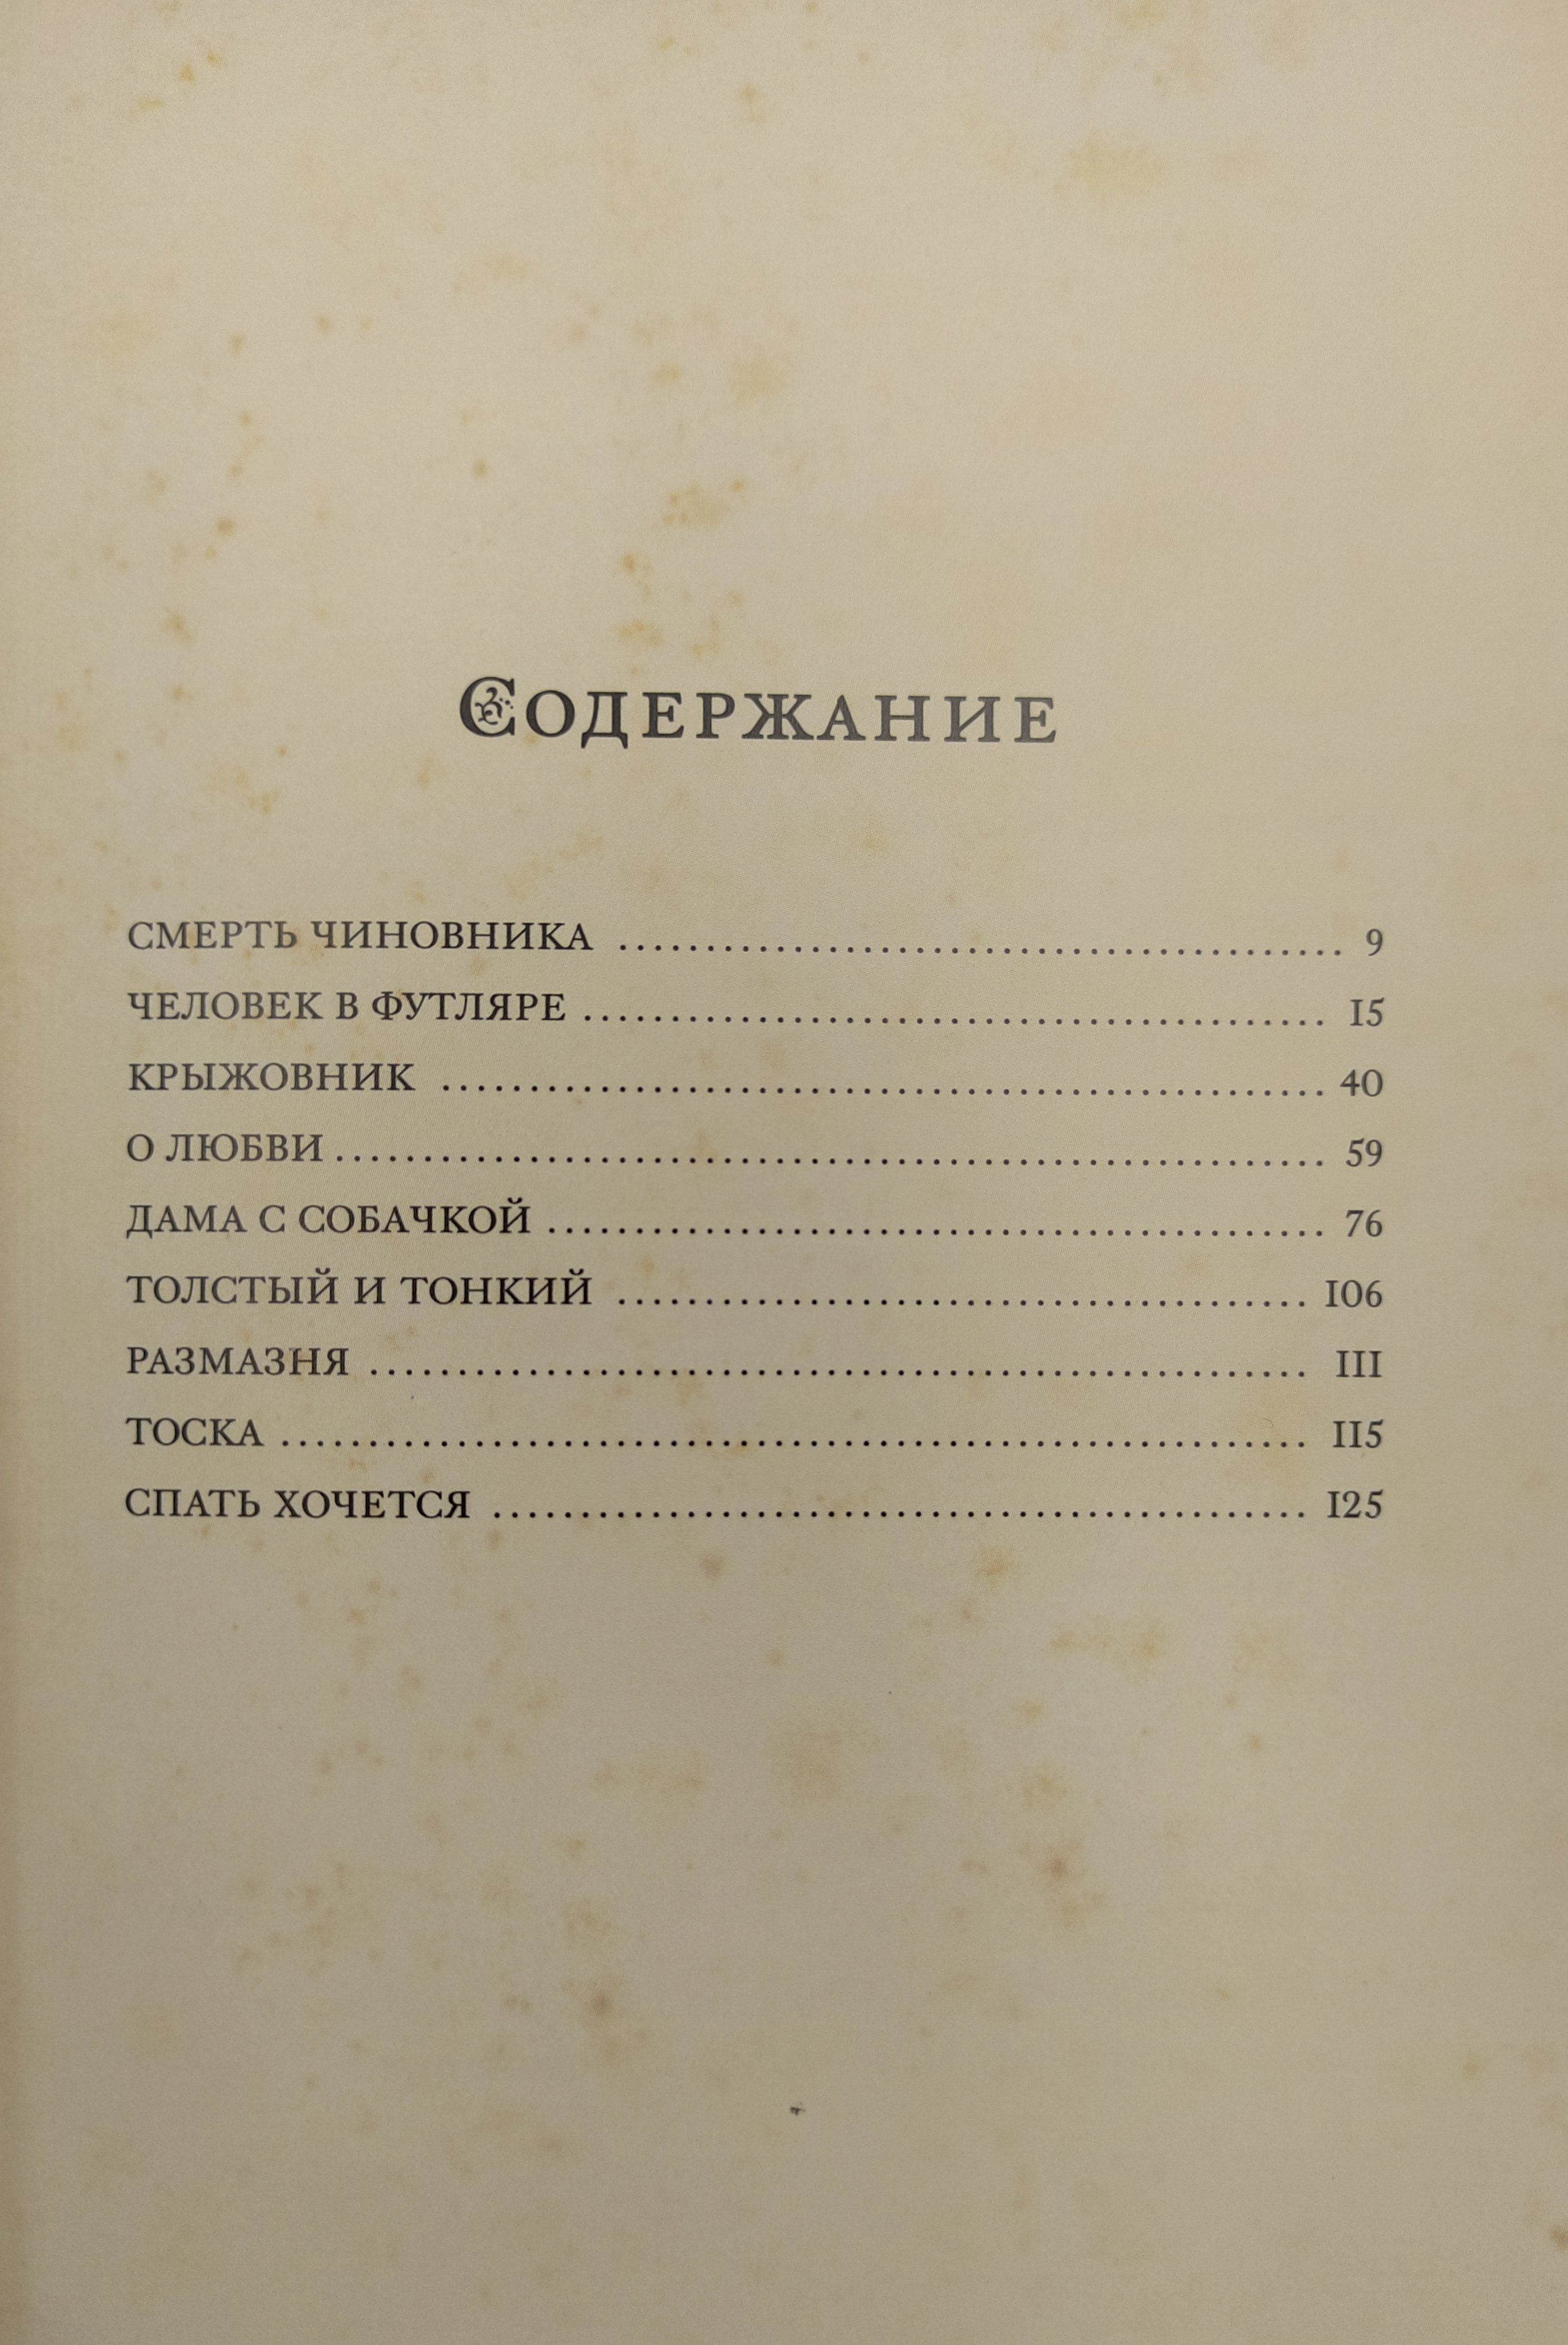 Содержание
СМЕРТЬ ЧИНОВНИКА ........................................ 9
ЧЕЛОВЕК В ФУТЛЯРЕ ........................................ 15
КРЫЖОВНИК ........................................ 40
О ЛЮБВИ ........................................ 59
ДАМА С СОБАЧКОЙ ........................................ 76
ТОЛСТЫЙ И ТОНКИЙ ........................................ 106
РАЗМАЗНЯ ........................................ 111
ТОСКА ........................................ 115
СПАТЬ ХОЧЕТСЯ ........................................ 125